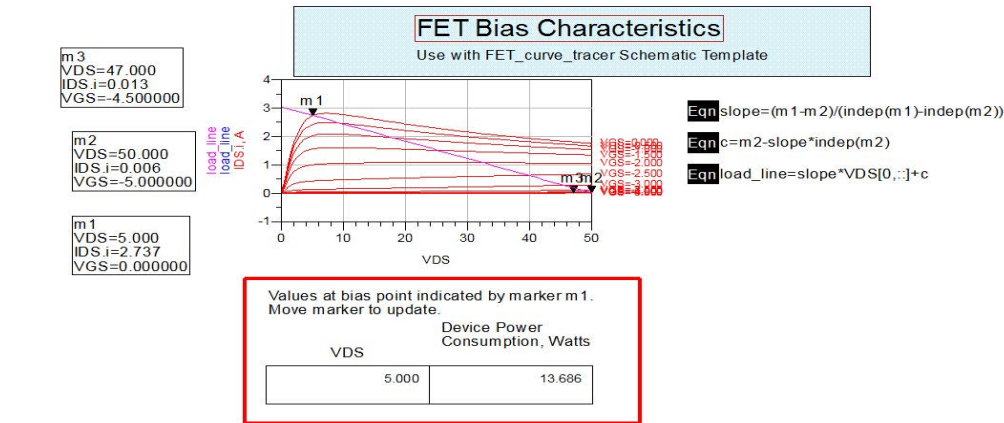 FET Bias Characteristics
Use with FET_curve_tracer Schematic Template
m3
VDS=47.000
IDS.i=0.013
VGS=-4.500000
m2
VDS=50.000
IDS.i=0.006
VGS=-5.000000
m1
VDS=5.000
IDS.i=2.737
VGS=0.000000
load_line
load_line
IDS.i, A
4
3
2
1
0
-1
m1
m3
m2
VGS=0.000
-1.500
VGS=-2.000
VGS=-2.500
0
10
20
30
40
50
VDS
Eqn slope=(m1-m2)/(indep(m1)-indep(m2))
Eqn c=m2-slope*indep(m2)
Eqn load_line=slope*VDS[0,::]+c
Values at bias point indicated by marker m1.
Move marker to update.
VDS
Device Power
Consumption, Watts
5.000
13.686